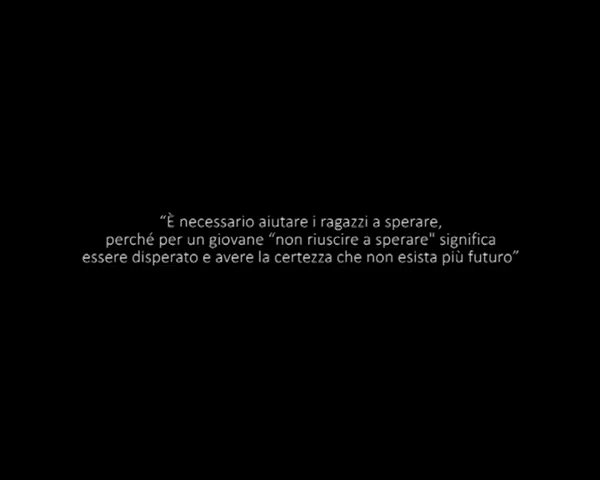 “È necessario aiutare i ragazzi a sperare,
perché per un giovane “non riuscire a sperare" significa
essere disperato e avere la certezza che non esista più futuro”